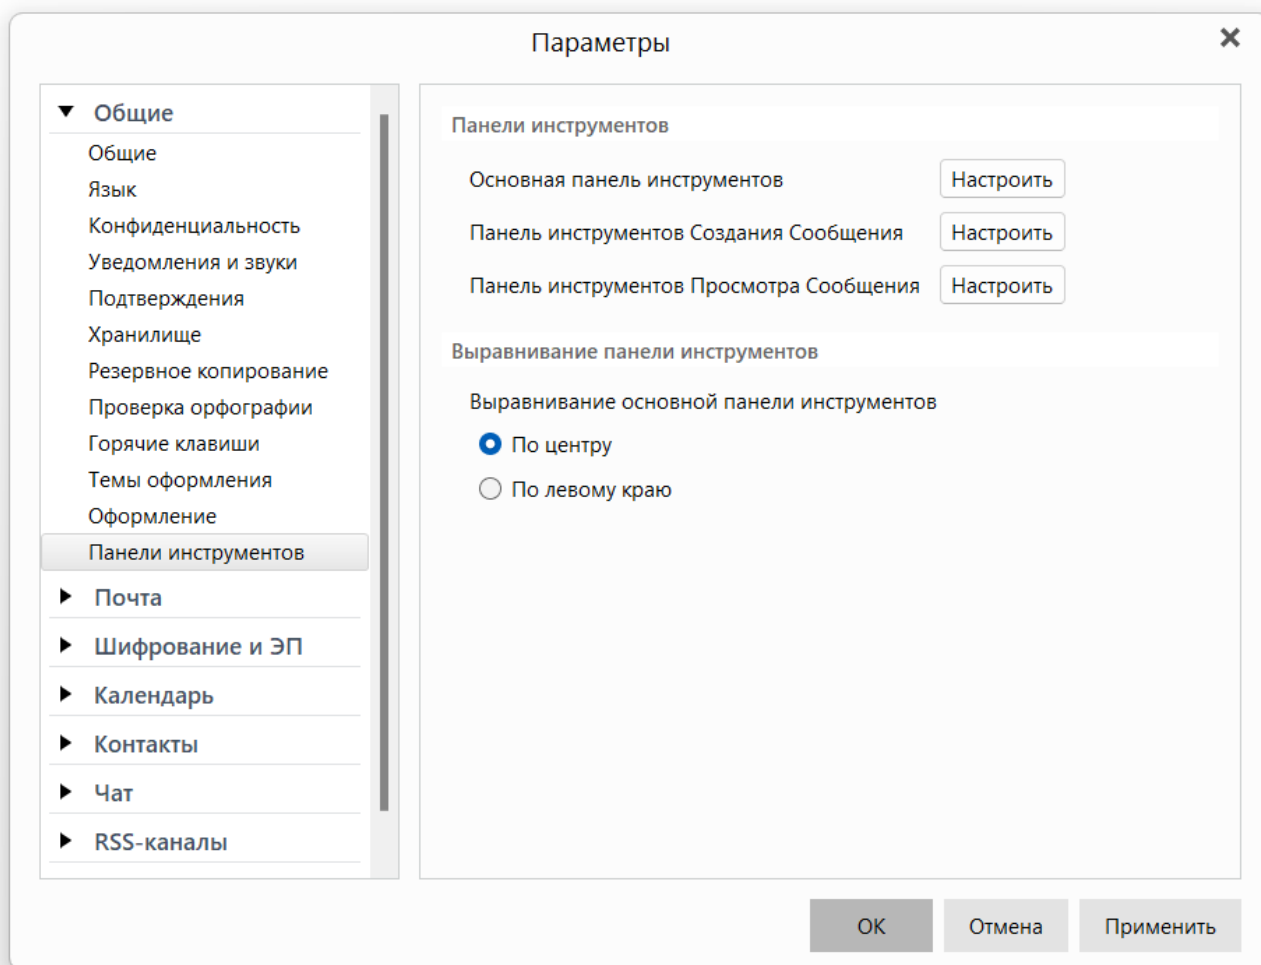 Параметры
Общие
Общие
Язык
Конфиденциальность
Уведомления и звуки
Подтверждения
Хранилище
Резервное копирование
Проверка орфографии
Горячие клавиши
Темы оформления
Оформление
Панели инструментов
Почта
Шифрование и ЭП
Календарь
Контакты
Чат
RSS-каналы
Панели инструментов
Основная панель инструментов Настроить
Панель инструментов Создания Сообщения Настроить
Панель инструментов Просмотра Сообщения Настроить
Выравнивание панели инструментов
Выравнивание основной панели инструментов
По центру
По левому краю
ОК Отмена Применить